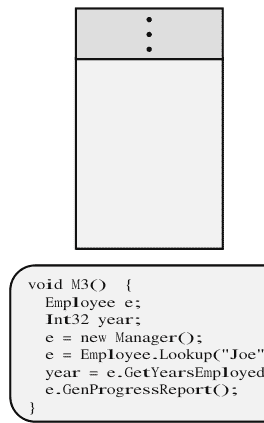 void M3() {
Employee e;
Int32 year;
e = new Manager();
e = Employee.Lookup("Joe"
year = e.GetYearsEmployed
e.GenProgressReport();
}